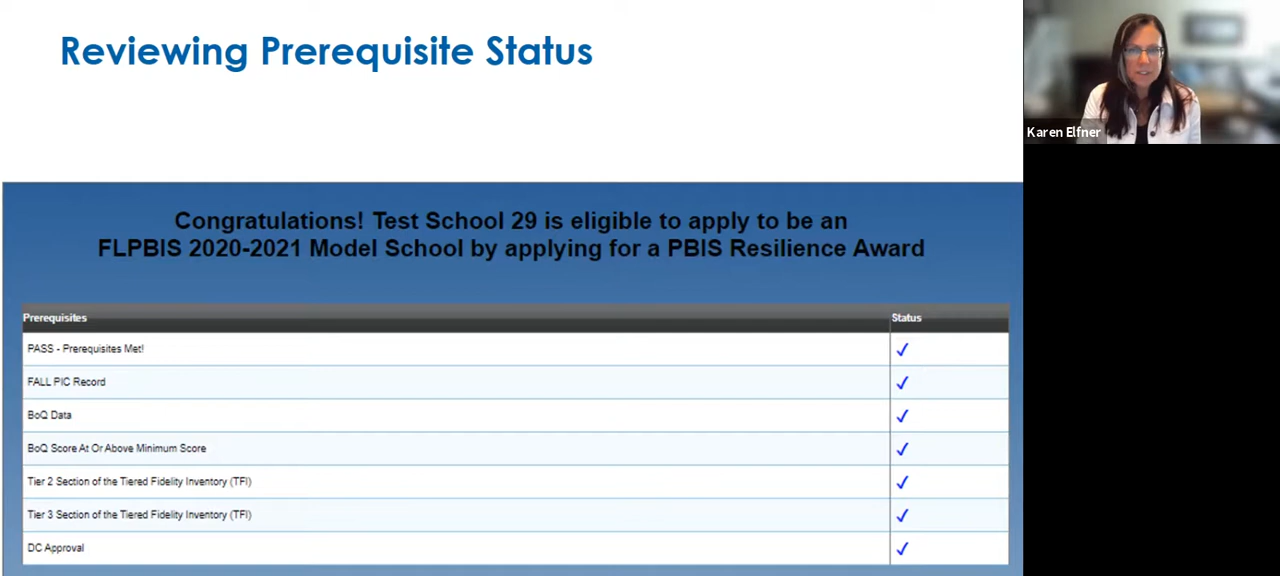 Reviewing Prerequisite Status
Karen Elfner
Congratulations! Test School 29 is eligible to apply to be an
FLPBIS 2020-2021 Model School by applying for a PBIS Resilience Award
Prerequisites Status
PASS - Prerequisites Met! ✓
FALL PIC Record ✓
BoQ Data ✓
BoQ Score At Or Above Minimum Score ✓
Tier 2 Section of the Tiered Fidelity Inventory (TFI) ✓
Tier 3 Section of the Tiered Fidelity Inventory (TFI) ✓
DC Approval ✓